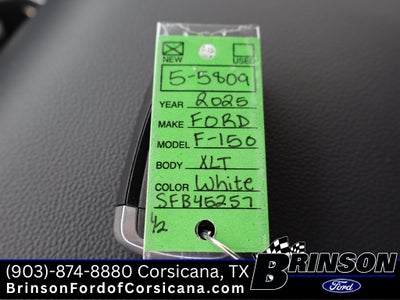 NEW USED
5-5809
YEAR 2025
MAKE FORD
MODEL F-150
BODY XLT
COLOR White
SFB45257
1/2
(903)-874-8880 Corsicana, TX
BrinsonFordofCorsicana.com
BRINSON
Ford